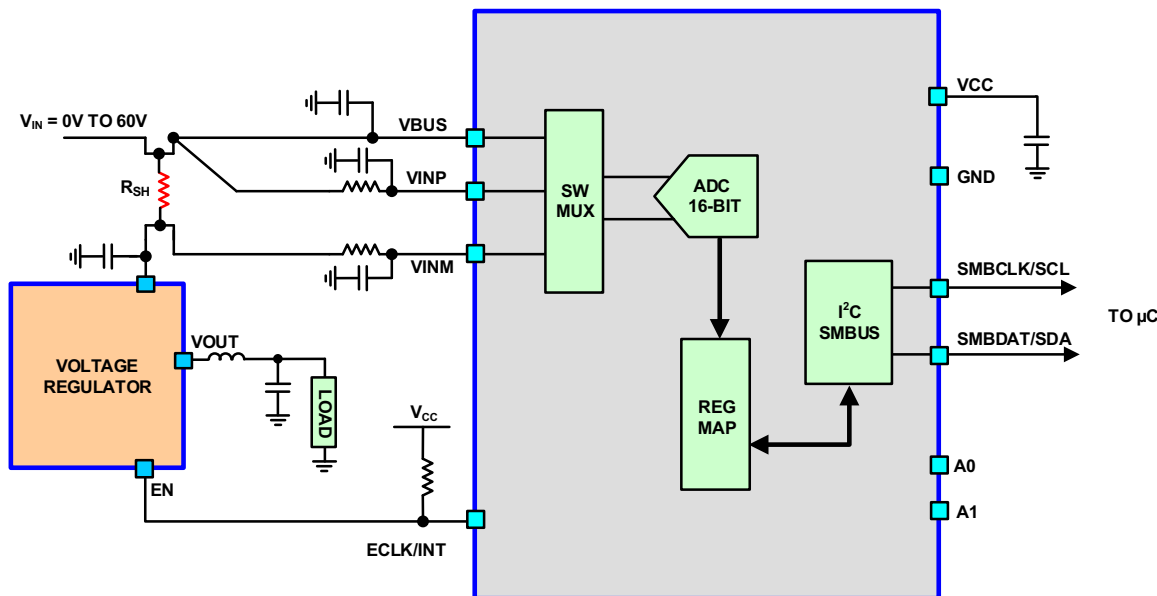 V_IN = 0V TO 60V
R_SH
VBUS
VINP
VINM
SW
MUX
ADC
16-BIT
REG
MAP
I²C
SMBUS
VCC
GND
SMBCLK/SCL
SMBDAT/SDA
TO µC
A0
A1
VOLTAGE
REGULATOR
VOUT
LOAD
EN
V_CC
ECLK/INT